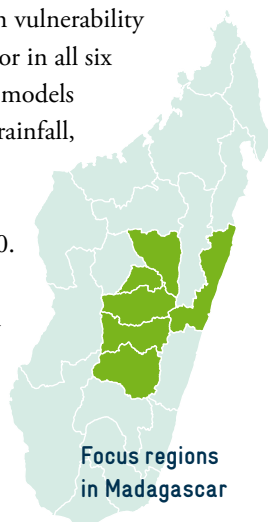 vulnerability
or in all six
models
rainfall,
0.
Focus regions
in Madagascar